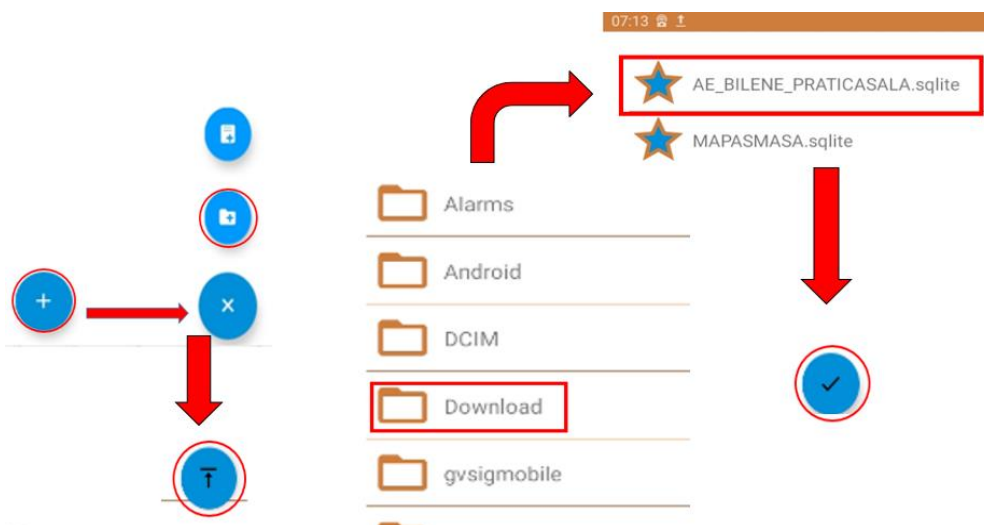 07:13
AE_BILENE_PRATICASALA.sqlite
MAPASMASA.sqlite
Alarms
Android
DCIM
Download
gvsigmobile